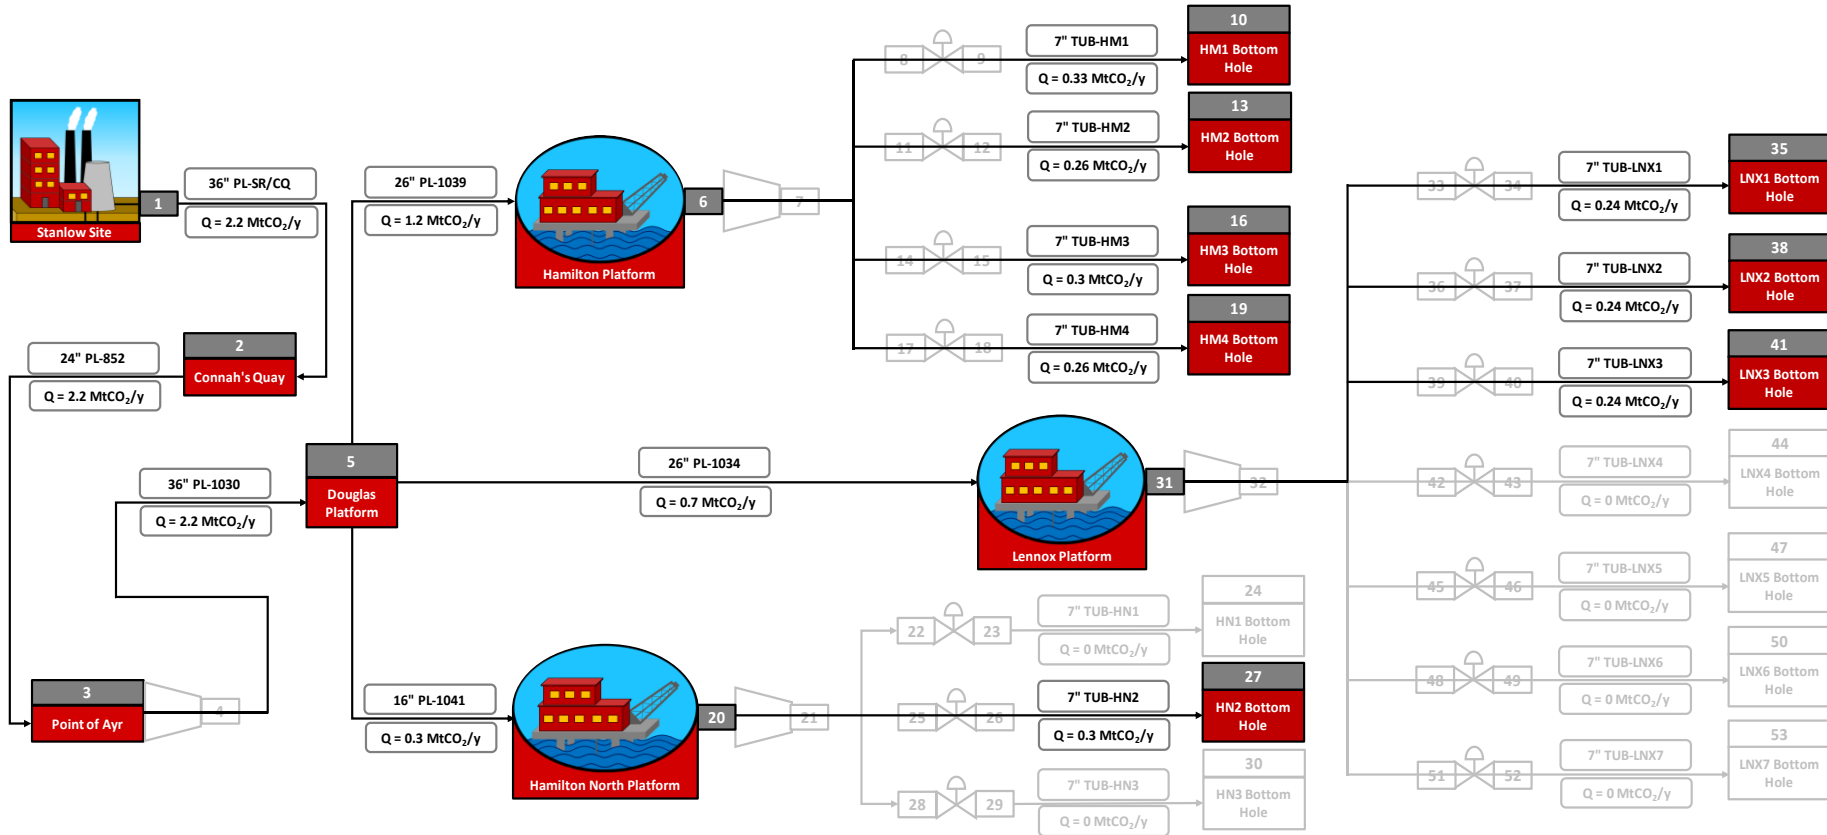 1
Stanlow Site
36" PL-SR/CQ
Q = 2.2 MtCO₂/y
2
Connah's Quay
24" PL-852
Q = 2.2 MtCO₂/y
3
Point of Ayr
4
36" PL-1030
Q = 2.2 MtCO₂/y
5
Douglas
Platform
26" PL-1039
Q = 1.2 MtCO₂/y
6
Hamilton Platform
7
8
9
7" TUB-HM1
Q = 0.33 MtCO₂/y
10
HM1 Bottom
Hole
11
12
7" TUB-HM2
Q = 0.26 MtCO₂/y
13
HM2 Bottom
Hole
14
15
7" TUB-HM3
Q = 0.3 MtCO₂/y
16
HM3 Bottom
Hole
17
18
7" TUB-HM4
Q = 0.26 MtCO₂/y
19
HM4 Bottom
Hole
26" PL-1034
Q = 0.7 MtCO₂/y
31
Lennox Platform
32
33
34
7" TUB-LNX1
Q = 0.24 MtCO₂/y
35
LNX1 Bottom
Hole
36
37
7" TUB-LNX2
Q = 0.24 MtCO₂/y
38
LNX2 Bottom
Hole
39
40
7" TUB-LNX3
Q = 0.24 MtCO₂/y
41
LNX3 Bottom
Hole
42
43
7" TUB-LNX4
Q = 0 MtCO₂/y
44
LNX4 Bottom
Hole
45
46
7" TUB-LNX5
Q = 0 MtCO₂/y
47
LNX5 Bottom
Hole
48
49
7" TUB-LNX6
Q = 0 MtCO₂/y
50
LNX6 Bottom
Hole
51
52
7" TUB-LNX7
Q = 0 MtCO₂/y
53
LNX7 Bottom
Hole
16" PL-1041
Q = 0.3 MtCO₂/y
20
Hamilton North Platform
21
22
23
7" TUB-HN1
Q = 0 MtCO₂/y
24
HN1 Bottom
Hole
25
26
7" TUB-HN2
Q = 0.3 MtCO₂/y
27
HN2 Bottom
Hole
28
29
7" TUB-HN3
Q = 0 MtCO₂/y
30
HN3 Bottom
Hole